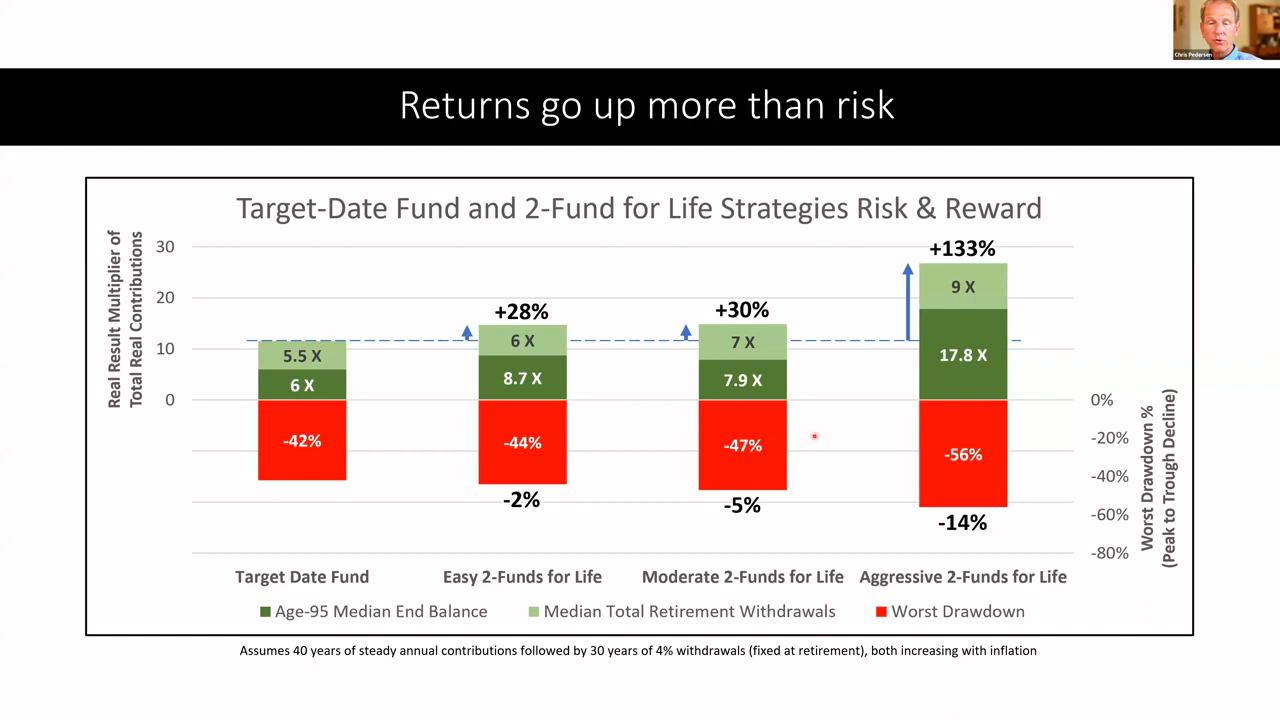 Chris Pedersen
Returns go up more than risk
Target-Date Fund and 2-Fund for Life Strategies Risk & Reward
Real Result Multiplier of
Total Real Contributions
30
20
10
0
+28%
+30%
+133%
5.5 X
6 X
7 X
9 X
6 X
8.7 X
7.9 X
17.8 X
-42%
-44%
-47%
-56%
-2%
-5%
-14%
0%
-20%
-40%
-60%
-80%
Worst Drawdown %
(Peak to Trough Decline)
Target Date Fund
Easy 2-Funds for Life
Moderate 2-Funds for Life
Aggressive 2-Funds for Life
Age-95 Median End Balance
Median Total Retirement Withdrawals
Worst Drawdown
Assumes 40 years of steady annual contributions followed by 30 years of 4% withdrawals (fixed at retirement), both increasing with inflation